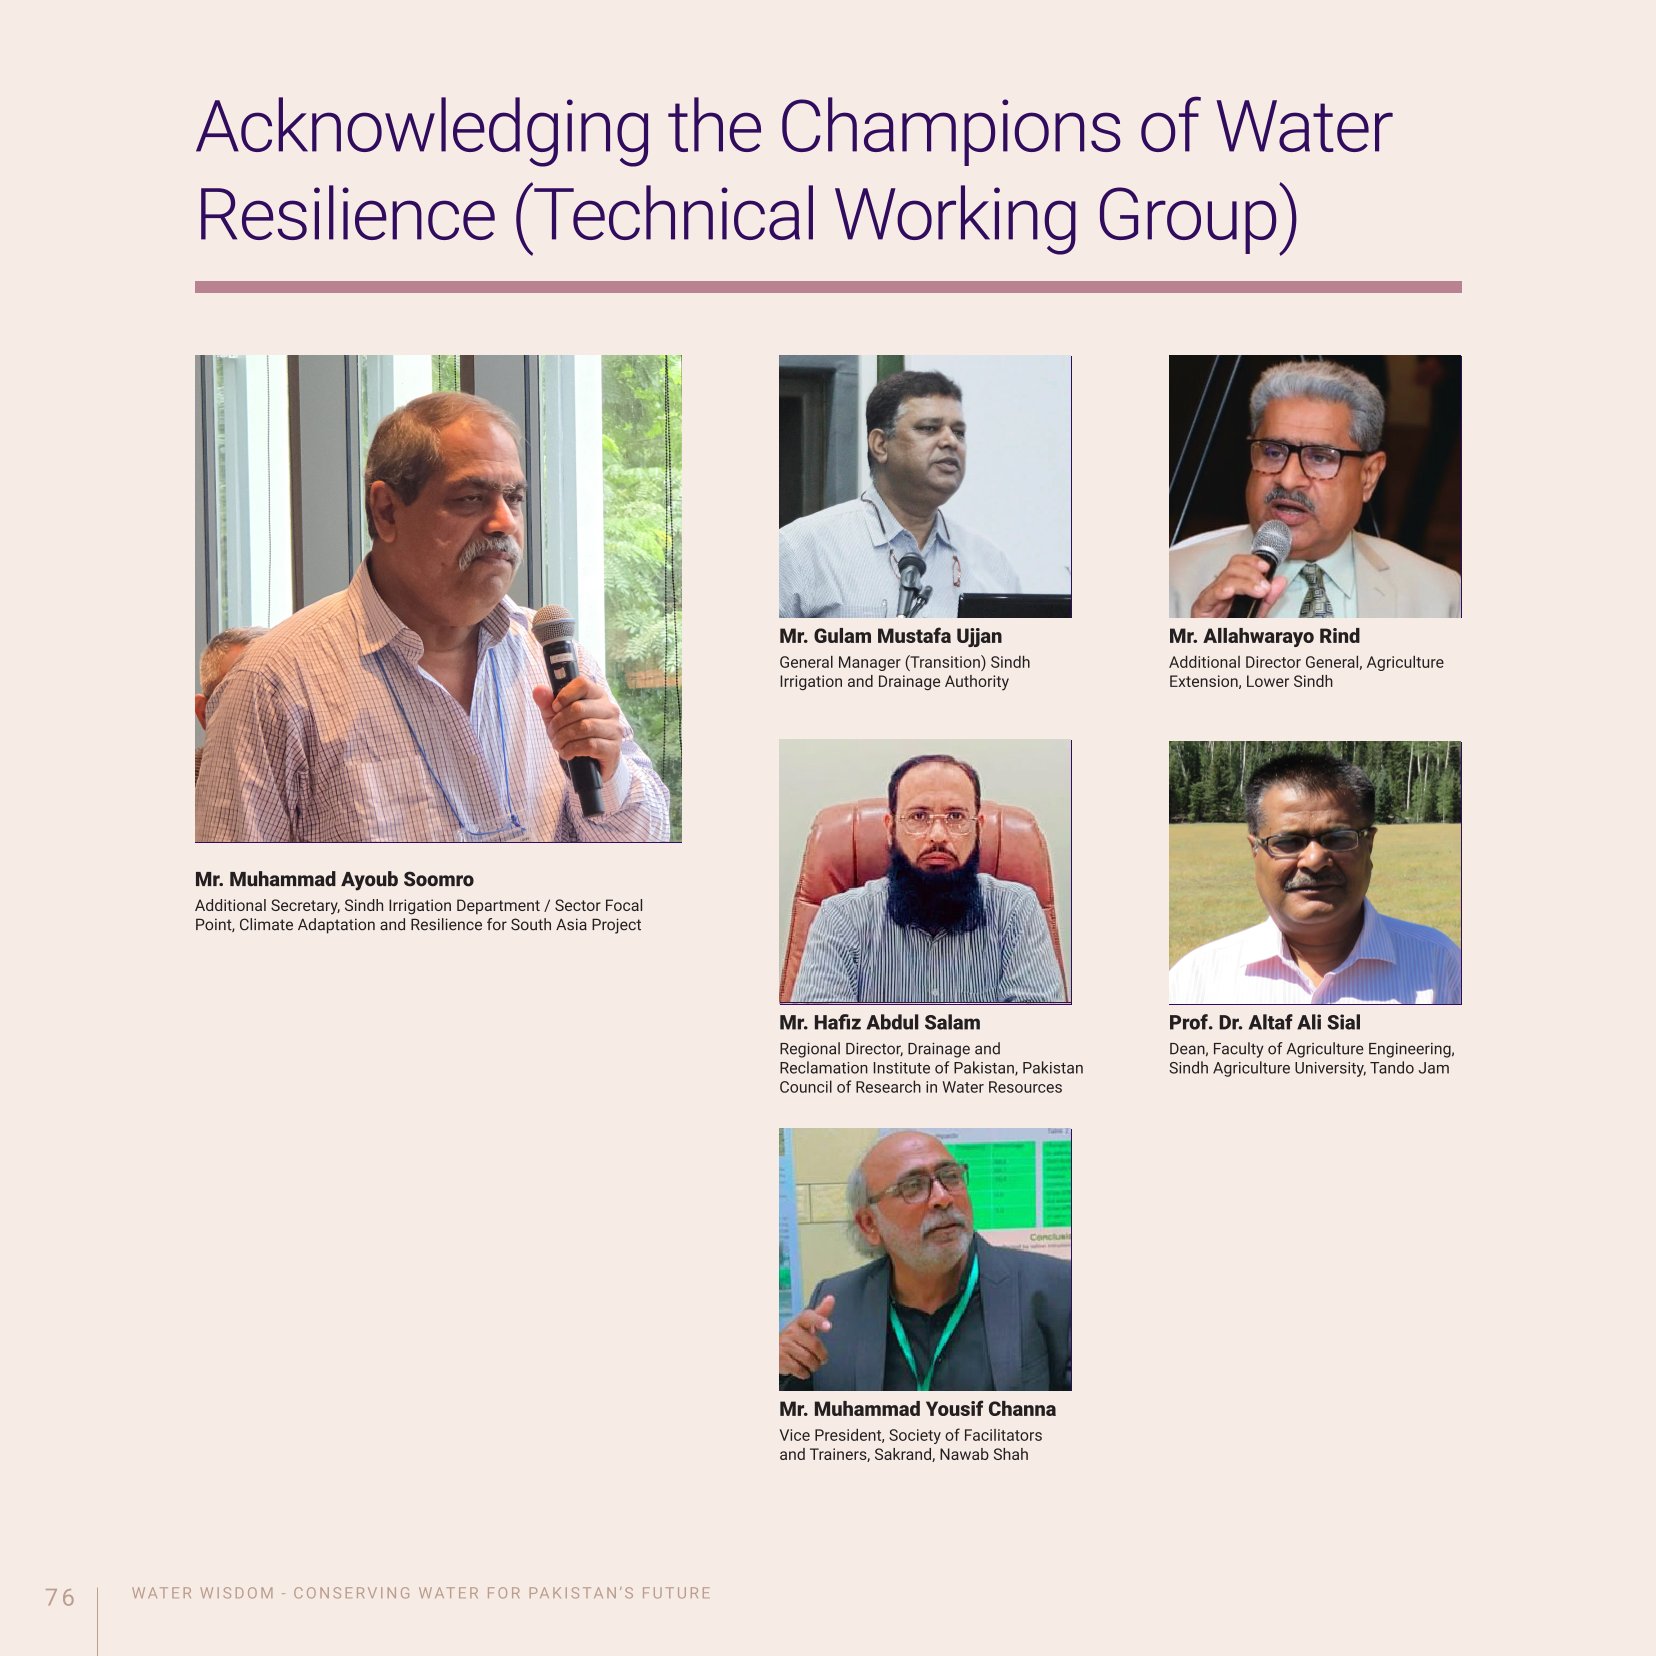 Acknowledging the Champions of Water
Resilience (Technical Working Group)
Mr. Muhammad Ayoub Soomro
Additional Secretary, Sindh Irrigation Department / Sector Focal
Point, Climate Adaptation and Resilience for South Asia Project
Mr. Gulam Mustafa Ujjan
General Manager (Transition) Sindh
Irrigation and Drainage Authority
Mr. Allahwarayo Rind
Additional Director General, Agriculture
Extension, Lower Sindh
Mr. Hafiz Abdul Salam
Regional Director, Drainage and
Reclamation Institute of Pakistan, Pakistan
Council of Research in Water Resources
Prof. Dr. Altaf Ali Sial
Dean, Faculty of Agriculture Engineering,
Sindh Agriculture University, Tando Jam
Mr. Muhammad Yousif Channa
Vice President, Society of Facilitators
and Trainers, Sakrand, Nawab Shah
76
WATER WISDOM - CONSERVING WATER FOR PAKISTAN'S FUTURE